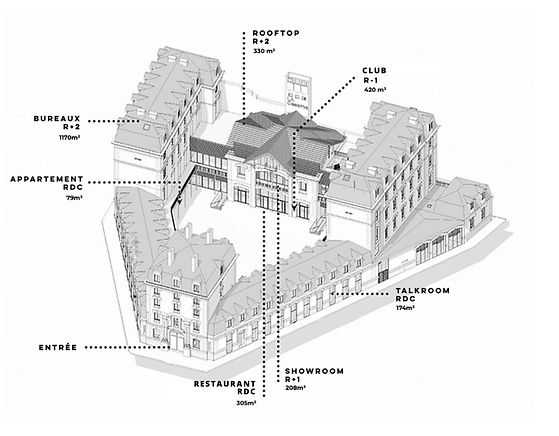 ROOFTOP
R+2
330 m²
CLUB
R-1
420 m²
BUREAUX
R+2
1170m²
APPARTEMENT
RDC
79m²
TALKROOM
RDC
174m²
ENTRÉE
SHOWROOM
R+1
208m²
RESTAURANT
RDC
305m²